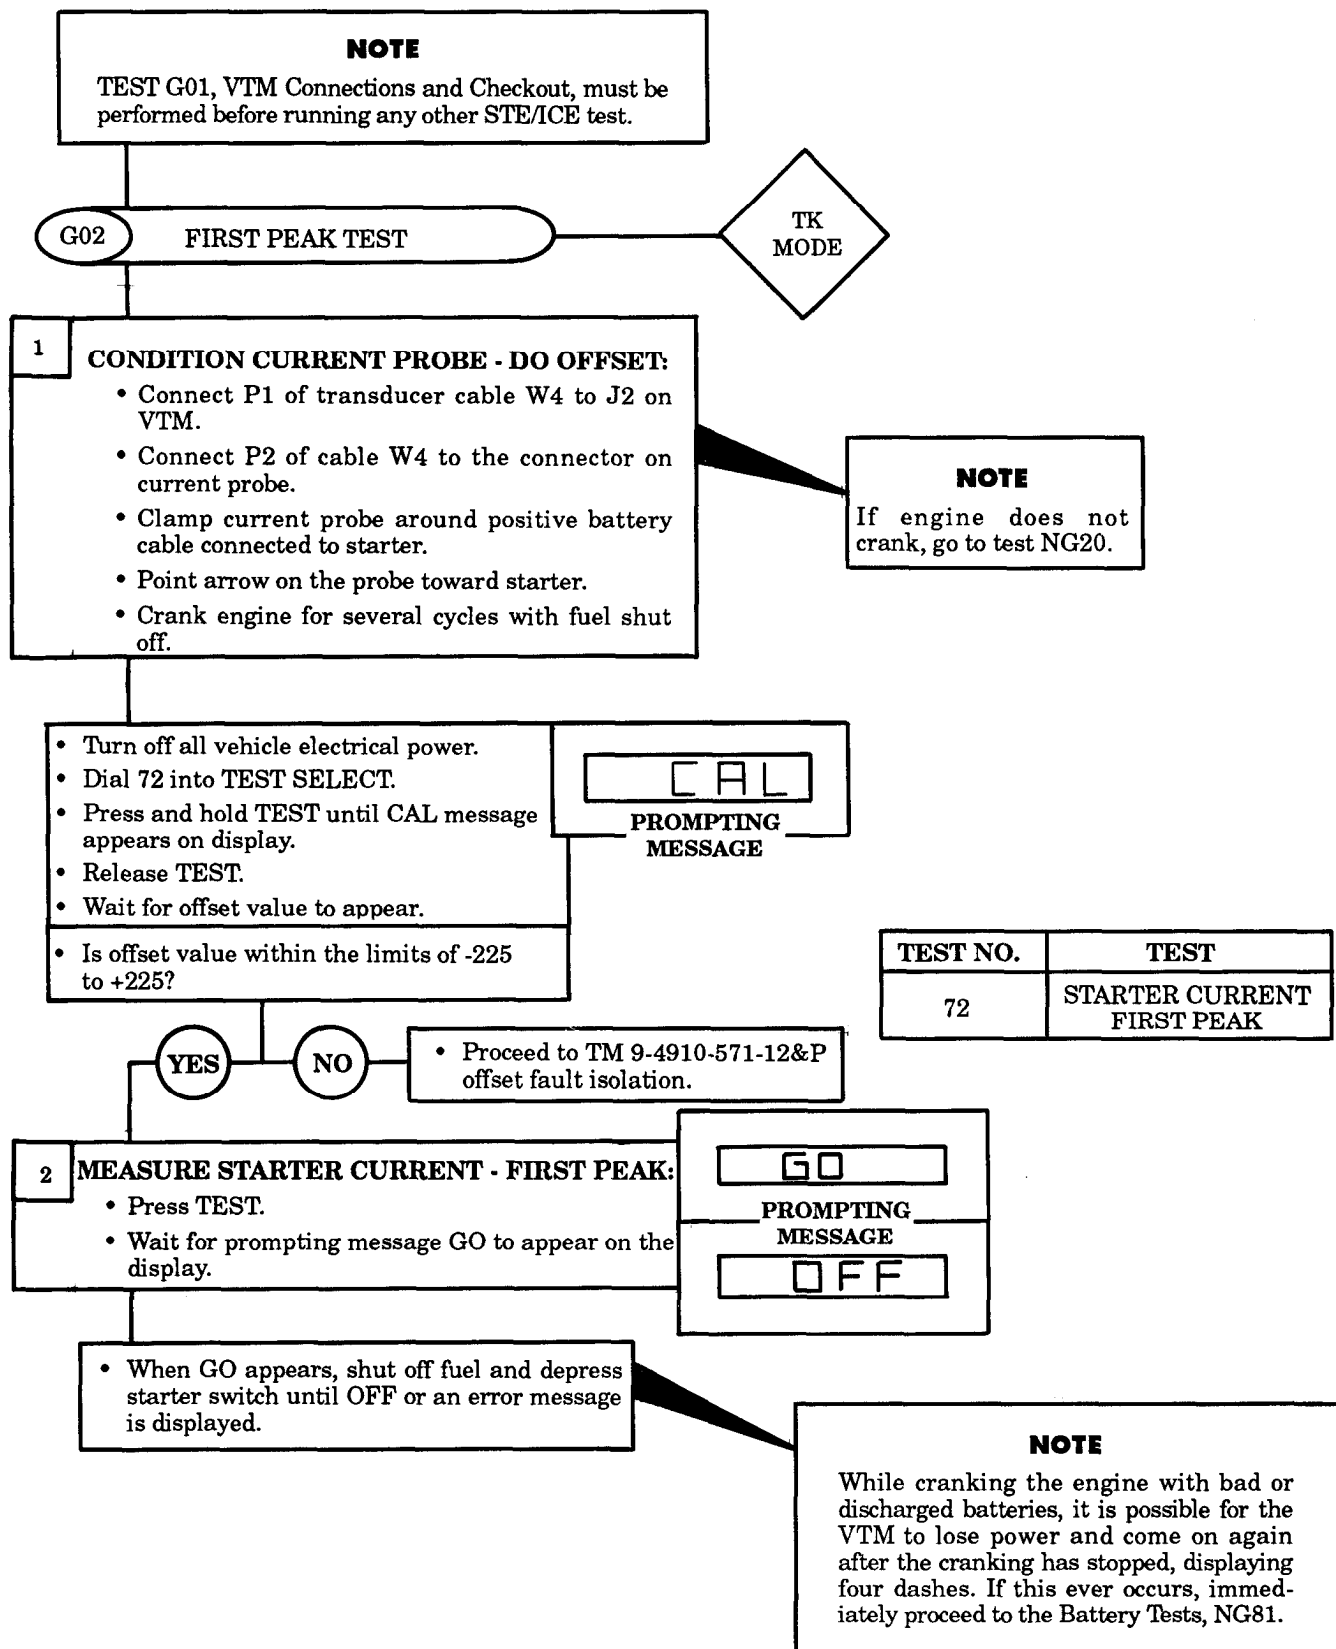 NOTE
TEST G01, VTM Connections and Checkout, must be
performed before running any other STE/ICE test.
G02
FIRST PEAK TEST
TK
MODE
1
CONDITION CURRENT PROBE - DO OFFSET:
• Connect P1 of transducer cable W4 to J2 on
VTM.
• Connect P2 of cable W4 to the connector on
current probe.
• Clamp current probe around positive battery
cable connected to starter.
• Point arrow on the probe toward starter.
• Crank engine for several cycles with fuel shut
off.
NOTE
If engine does not
crank, go to test NG20.
• Turn off all vehicle electrical power.
• Dial 72 into TEST SELECT.
• Press and hold TEST until CAL message
appears on display.
• Release TEST.
• Wait for offset value to appear.
CAL
PROMPTING
MESSAGE
• Is offset value within the limits of -225
to +225?
TEST NO.
TEST
72
STARTER CURRENT
FIRST PEAK
YES
NO
• Proceed to TM 9-4910-571-12&P
offset fault isolation.
2
MEASURE STARTER CURRENT - FIRST PEAK:
• Press TEST.
• Wait for prompting message GO to appear on the
display.
GO
PROMPTING
MESSAGE
OFF
• When GO appears, shut off fuel and depress
starter switch until OFF or an error message
is displayed.
NOTE
While cranking the engine with bad or
discharged batteries, it is possible for the
VTM to lose power and come on again
after the cranking has stopped, displaying
four dashes. If this ever occurs, immed-
iately proceed to the Battery Tests, NG81.